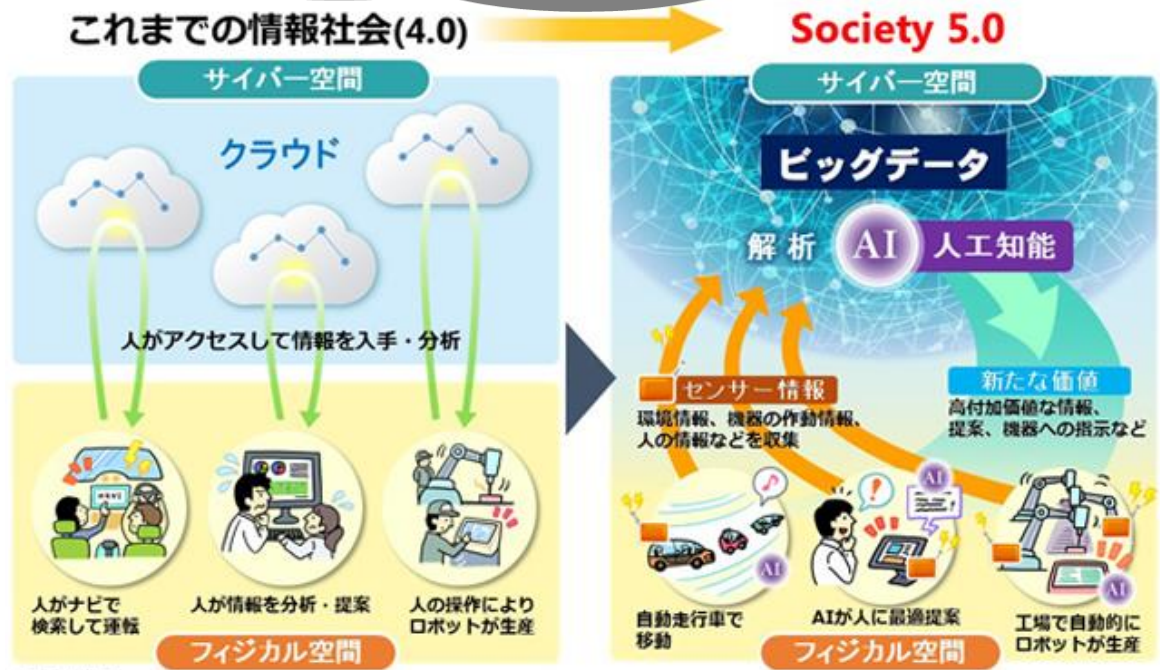 これまでの情報社会(4.0)
Society 5.0
サイバー空間
クラウド
人がアクセスして情報を入手・分析
人がナビで
検索して運転
人が情報を分析・提案
人の操作により
ロボットが生産
フィジカル空間
サイバー空間
ビッグデータ
解析 AI 人工知能
センサー情報
環境情報、機器の作動情報、
人の情報などを収集
新たな価値
高付加価値な情報、
提案、機器への指示など
AI
AI
AI
自動走行車で
移動
AIが人に最適提案
工場で自動的に
ロボットが生産
フィジカル空間